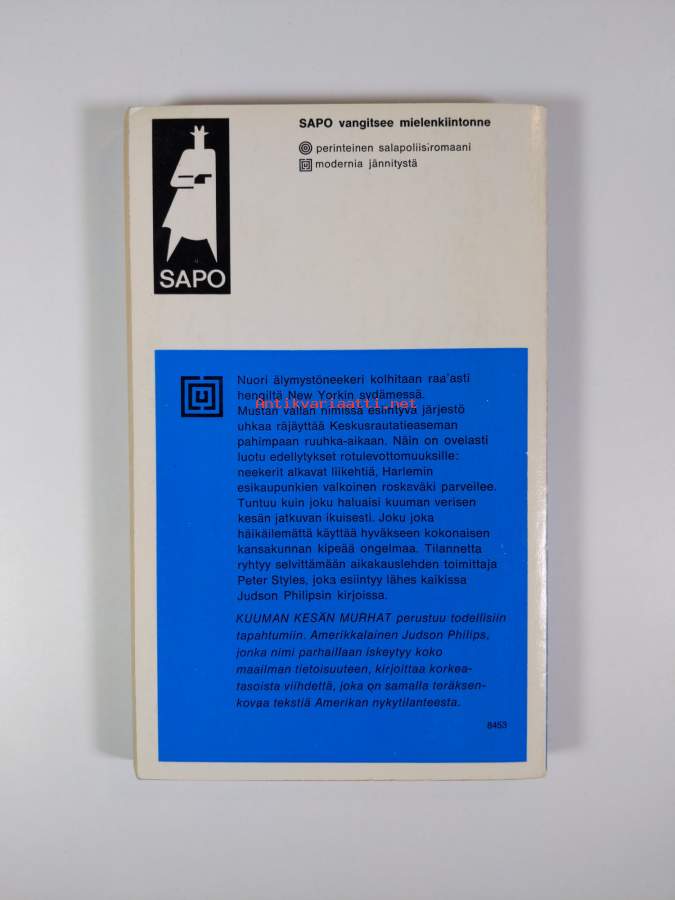 SAPO vangitsee mielenkiintonne
perinteinen salapoliisiromaani
modernia jännitystä
SAPO
Nuori älymystöneekeri kolhitaan raa'asti
hengiltä New Yorkin sydämessä.
Antikvariaatti.net
Mustan vallan nimissä esiintyvä järjestö
uhkaa räjäyttää Keskusrautatieaseman
pahimpaan ruuhka-aikaan. Näin on ovelasti
luotu edellytykset rotulevottomuuksille:
neekerit alkavat liikehtiä, Harlemin
esikaupunkien valkoinen roskaväki parveilee.
Tuntuu kuin joku haluaisi kuuman verisen
kesän jatkuvan ikuisesti. Joku joka
häikäilemättä käyttää hyväkseen kokonaisen
kansakunnan kipeää ongelmaa. Tilannetta
ryhtyy selvittämään aikakauslehden toimittaja
Peter Styles, joka esiintyy lähes kaikissa
Judson Philipsin kirjoissa.
KUUMAN KESÄN MURHAT perustuu todellisiin
tapahtumiin. Amerikkalainen Judson Philips,
jonka nimi parhaillaan iskeytyy koko
maailman tietoisuuteen, kirjoittaa korkea-
tasoista viihdettä, joka on samalla teräksen-
kovaa tekstiä Amerikan nykytilanteesta.
8453